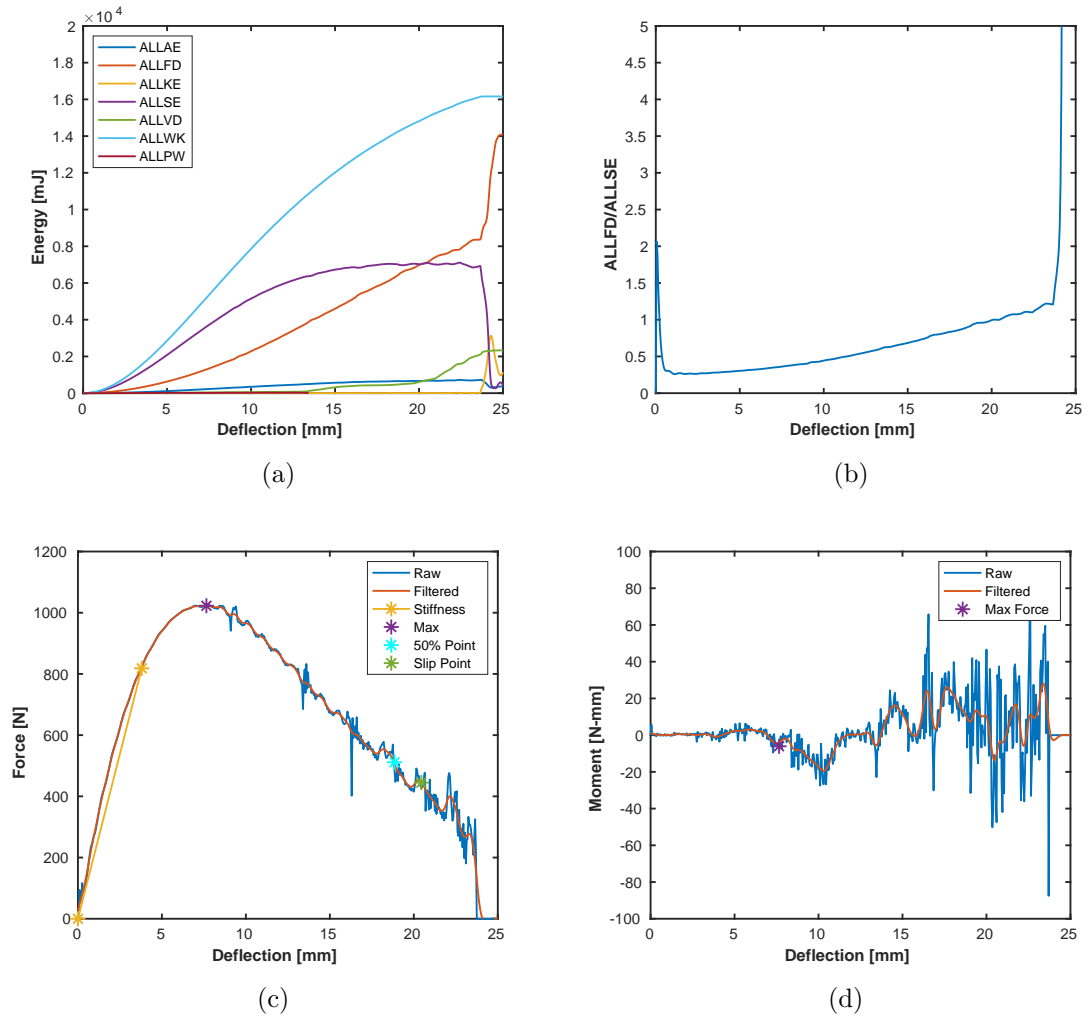 2
×10⁴
ALLAE
ALLFD
ALLKE
ALLSE
ALLVD
ALLWK
ALLPW
1.8
1.6
1.4
1.2
1
0.8
0.6
0.4
0.2
0
Energy [mJ]
0 5 10 15 20 25
Deflection [mm]
(a)
5
4.5
4
3.5
3
2.5
2
1.5
1
0.5
0
ALLFD/ALLSE
0 5 10 15 20 25
Deflection [mm]
(b)
1200
1000
800
600
400
200
0
Force [N]
Raw
Filtered
Stiffness
Max
50% Point
Slip Point
0 5 10 15 20 25
Deflection [mm]
(c)
100
80
60
40
20
0
-20
-40
-60
-80
-100
Moment [N-mm]
Raw
Filtered
Max Force
0 5 10 15 20 25
Deflection [mm]
(d)